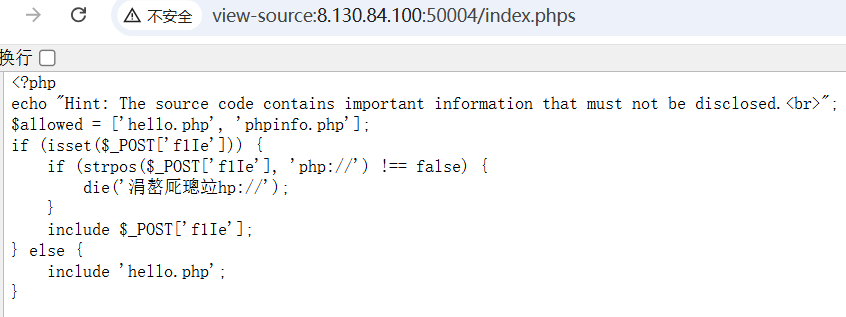 不安全 view-source:8.130.84.100:50004/index.phps
换行
<?php
echo "Hint: The source code contains important information that must not be disclosed.<br>";
$allowed = ['hello.php', 'phpinfo.php'];
if (isset($_POST['f1Ie'])) {
    if (strpos($_POST['f1Ie'], 'php://') !== false) {
        die('涓嶅厑璁竝hp://');
    }
    include $_POST['f1Ie'];
} else {
    include 'hello.php';
}